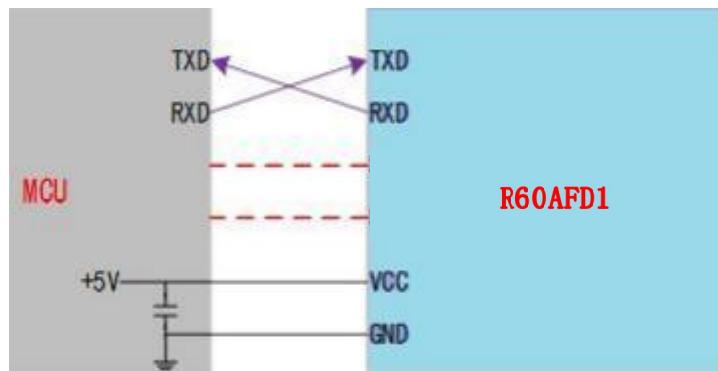 TXD TXD
RXD RXD
MCU R60AFD1
+5V VCC
GND